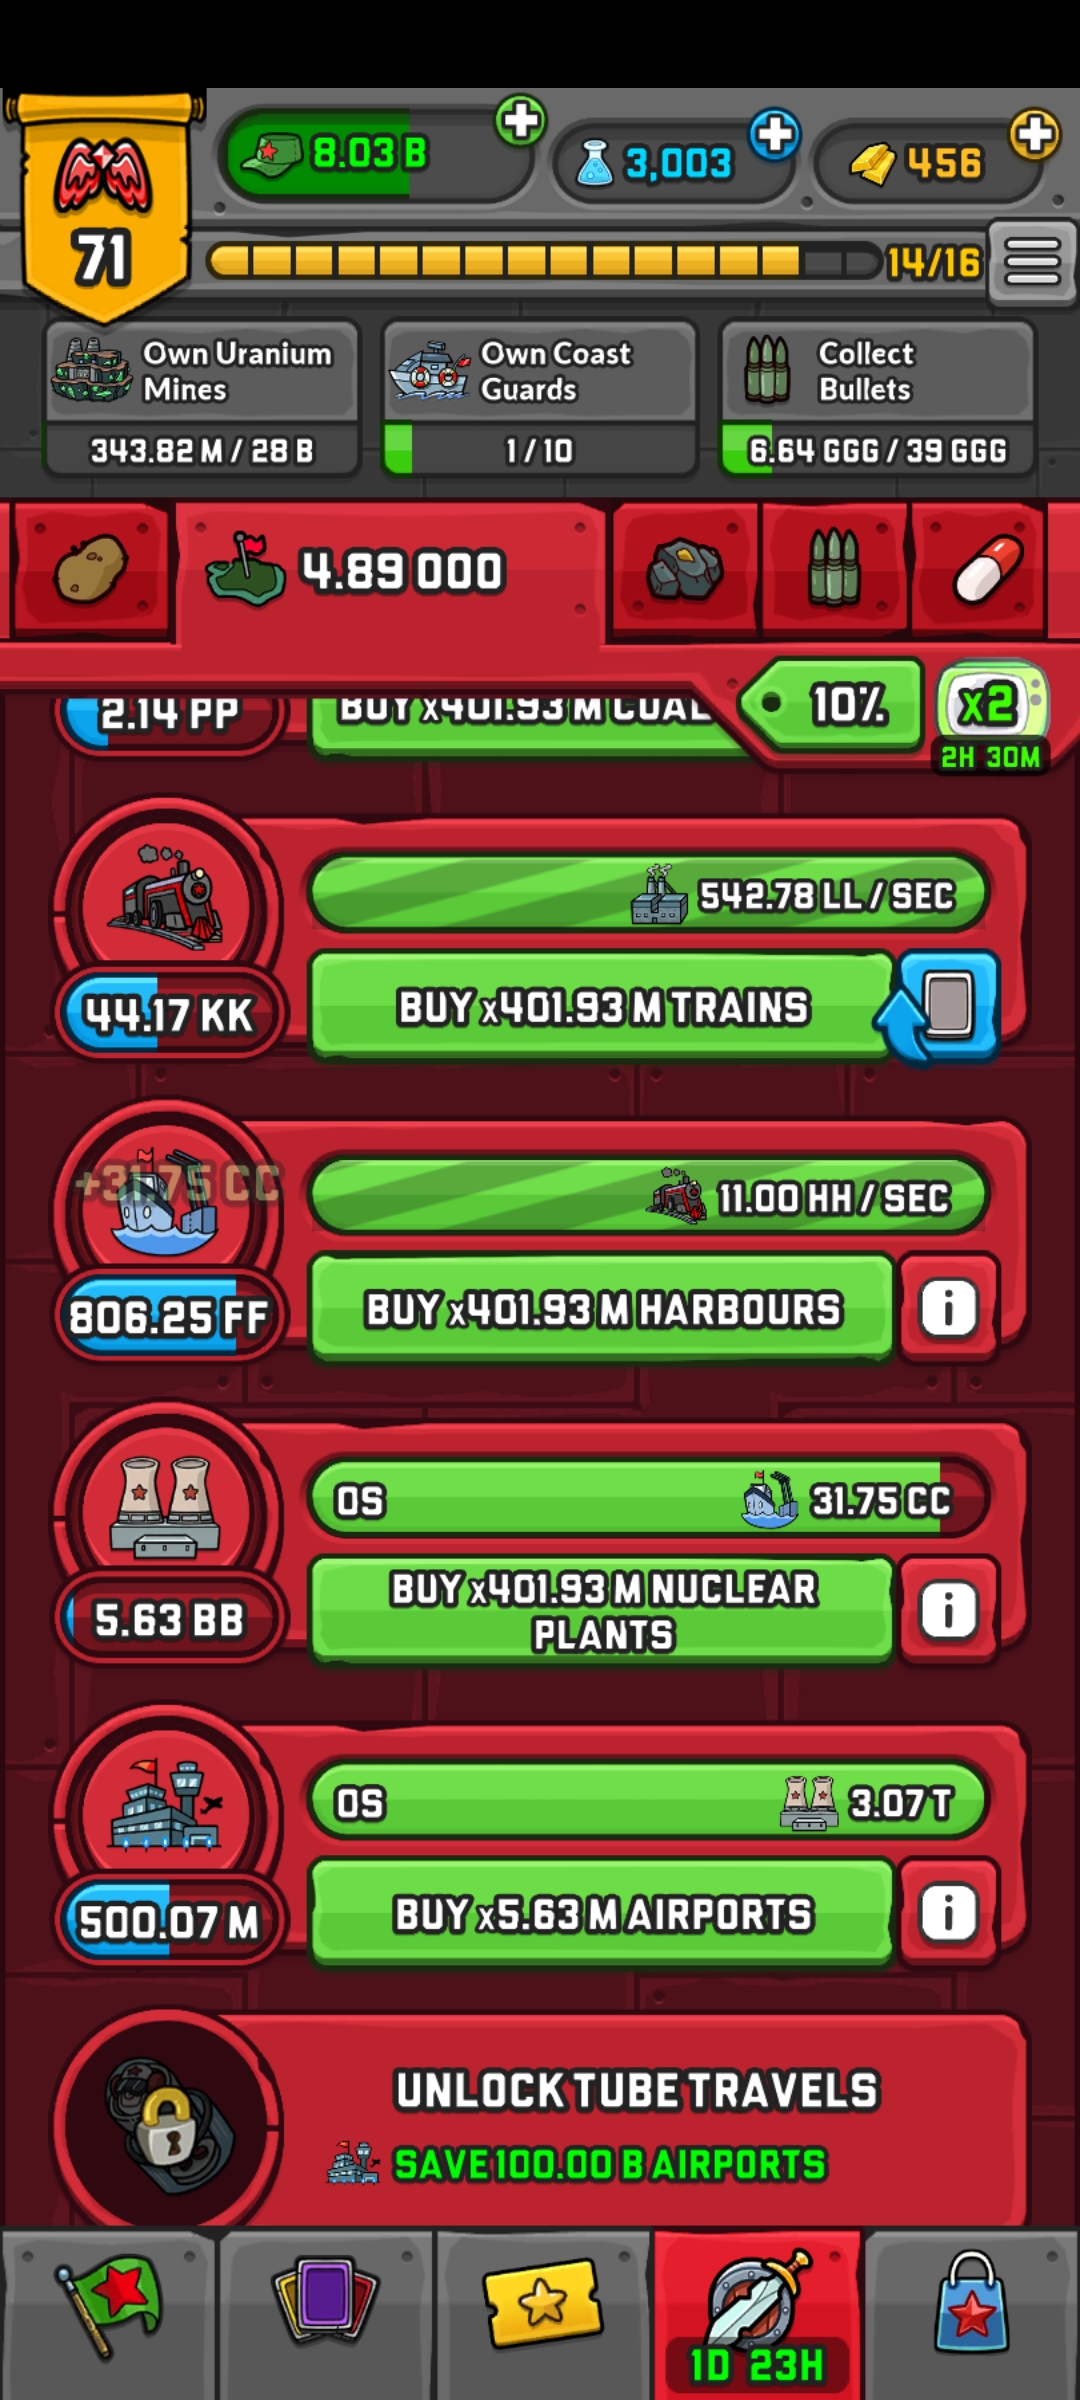 8.03 B
3,003
456
71
14/16
Own Uranium
Mines
Own Coast
Guards
Collect
Bullets
343.82 M / 28 B
1 / 10
6.64 GGG / 39 GGG
4.89 OOO
2.14 PP
BUY x401.93 M COAL
10%
x2
2H 30M
542.78 LL / SEC
44.17 KK
BUY x401.93 M TRAINS
+31.75 CC
11.00 HH / SEC
806.25 FF
BUY x401.93 M HARBOURS
i
0S
31.75 CC
5.63 BB
BUY x401.93 M NUCLEAR
PLANTS
i
0S
3.07 T
500.07 M
BUY x5.63 M AIRPORTS
i
UNLOCK TUBE TRAVELS
SAVE 100.00 B AIRPORTS
1D 23H